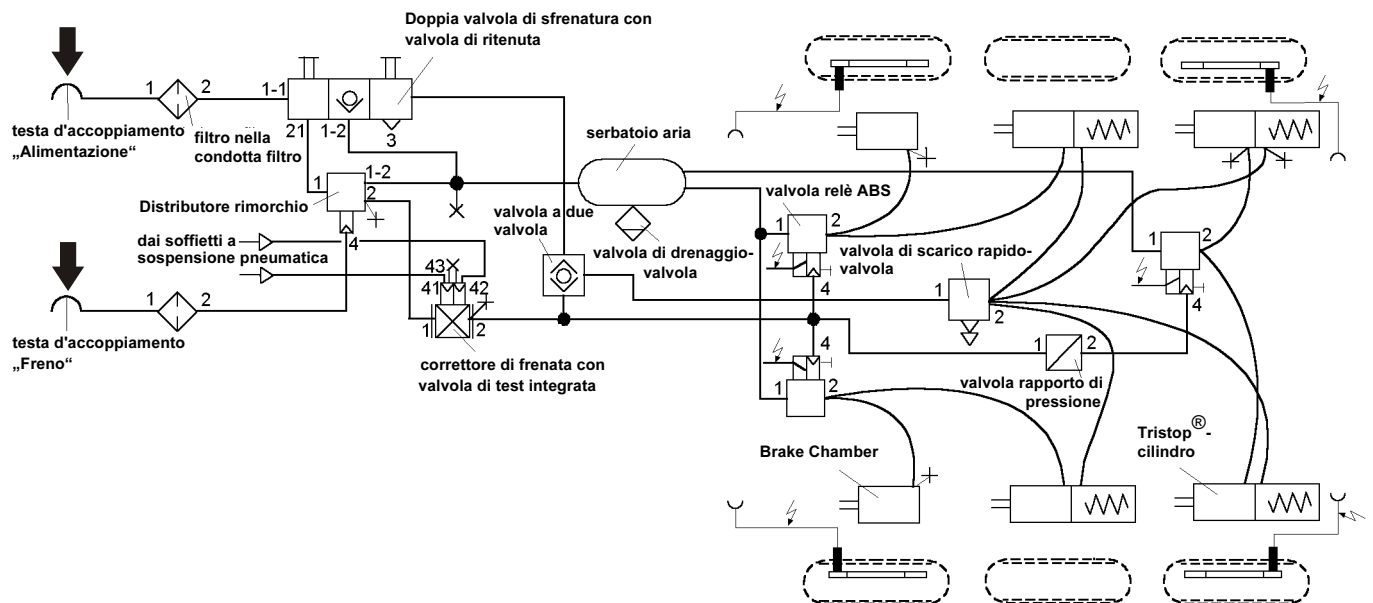 Doppia valvola di sfrenatura con
valvola di ritenuta
1
2
1-1
21
1-2
3
testa d'accoppiamento
„Alimentazione“
filtro nella
condotta filtro
serbatoio aria
1
1-2
2
4
Distributore rimorchio
valvola relè ABS
1
2
4
valvola a due
valvola
valvola di drenaggio-
valvola
valvola di scarico rapido-
valvola
1
2
1
2
4
dai soffietti a
sospensione pneumatica
43
41
42
1
2
1
2
testa d'accoppiamento
„Freno“
correttore di frenata con
valvola di test integrata
4
1
2
1
2
valvola rapporto di
pressione
Brake Chamber
Tristop®-
cilindro